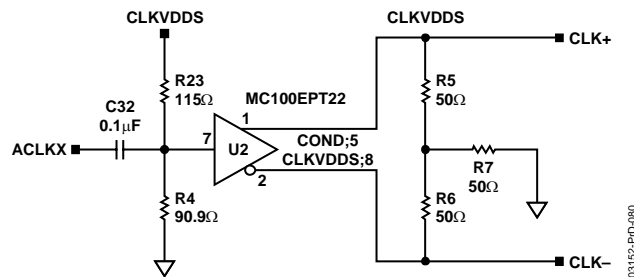 CLKVDDS
CLKVDDS
CLK+
R23
115Ω
MC100EPT22
R5
50Ω
C32
0.1μF
1
COND;5
ACLKX
7
U2
R7
50Ω
CLKVDDS;8
2
R4
90.9Ω
R6
50Ω
CLK–
03152-PrD-080